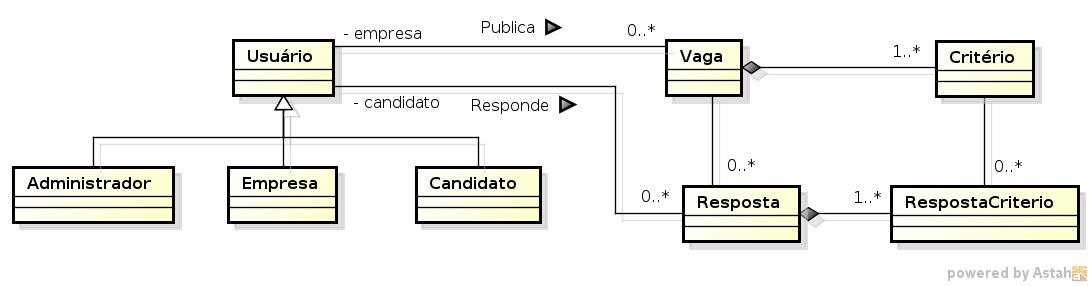 - empresa
Publica
0..*
Usuário
Vaga
1..*
Critério
- candidato
Responde
0..*
0..*
Administrador
Empresa
Candidato
0..*
1..*
Resposta
RespostaCriterio
powered by Astah